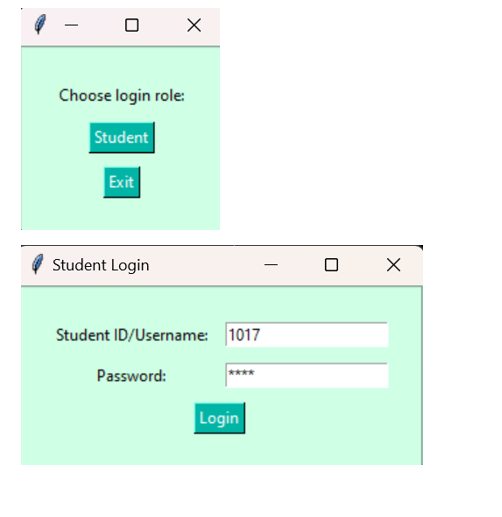 Choose login role:
Student
Exit
Student Login
Student ID/Username: 1017
Password: ****
Login